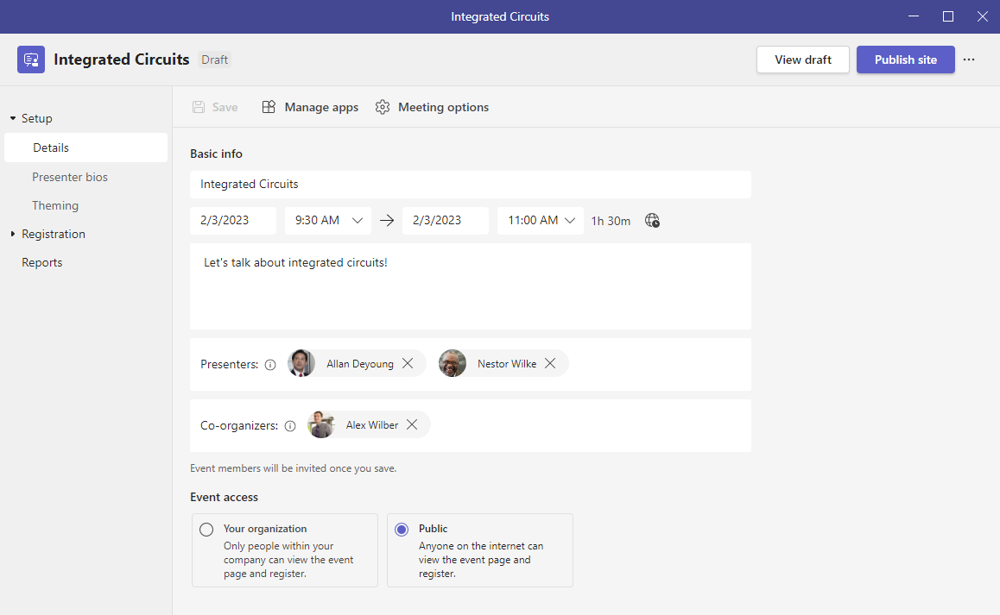 Integrated Circuits
Integrated Circuits Draft
View draft Publish site
Setup
Details
Presenter bios
Theming
Registration
Reports
Save Manage apps Meeting options
Basic info
Integrated Circuits
2/3/2023 9:30 AM 2/3/2023 11:00 AM 1h 30m
Let's talk about integrated circuits!
Presenters: Allan Deyoung Nestor Wilke
Co-organizers: Alex Wilber
Event members will be invited once you save.
Event access
Your organization
Only people within your
company can view the event
page and register.
Public
Anyone on the internet can
view the event page and
register.